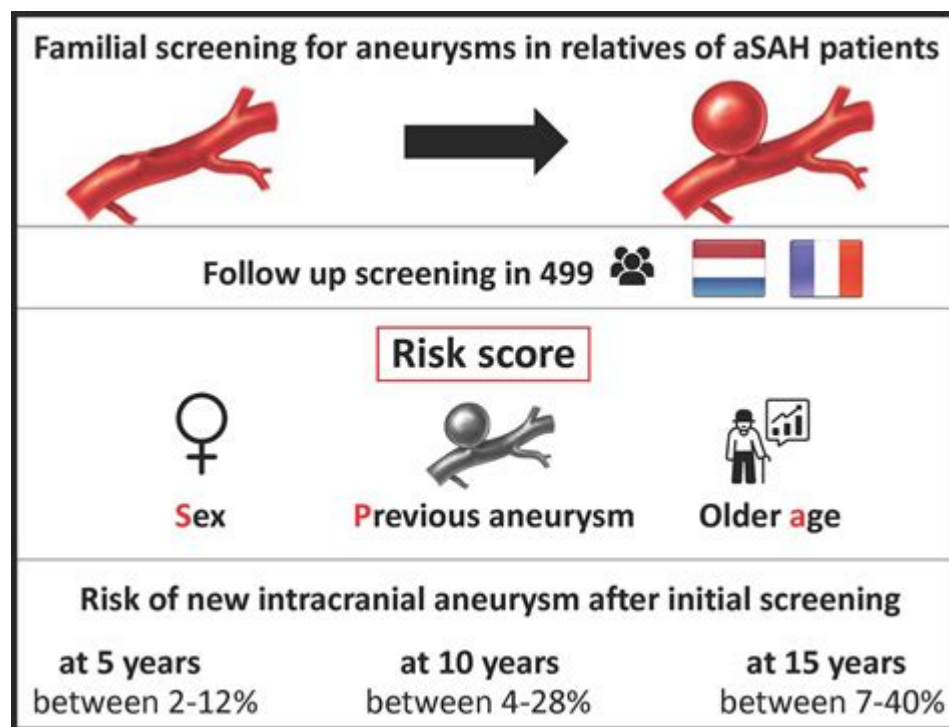 Familial screening for aneurysms in relatives of aSAH patients
Follow up screening in 499
Risk score
Sex
Previous aneurysm
Older age
Risk of new intracranial aneurysm after initial screening
at 5 years
between 2-12%
at 10 years
between 4-28%
at 15 years
between 7-40%